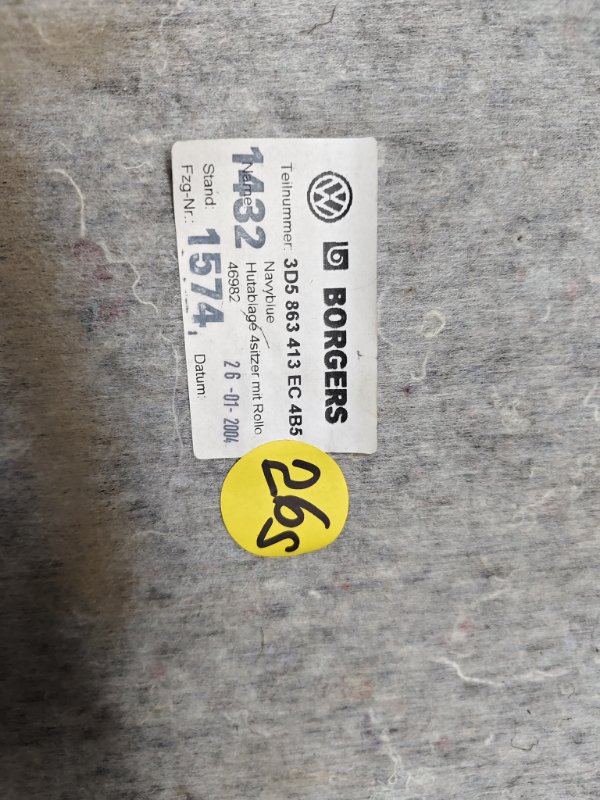 BORGERS
Teilnummer: 3D5 863 413 EC 4B5
Navyblue
Name: Hutablage 4sitzer mit Rollo
1432
Stand: 46982
Fzg-Nr.: 1574, Datum: 26-01-2004
265